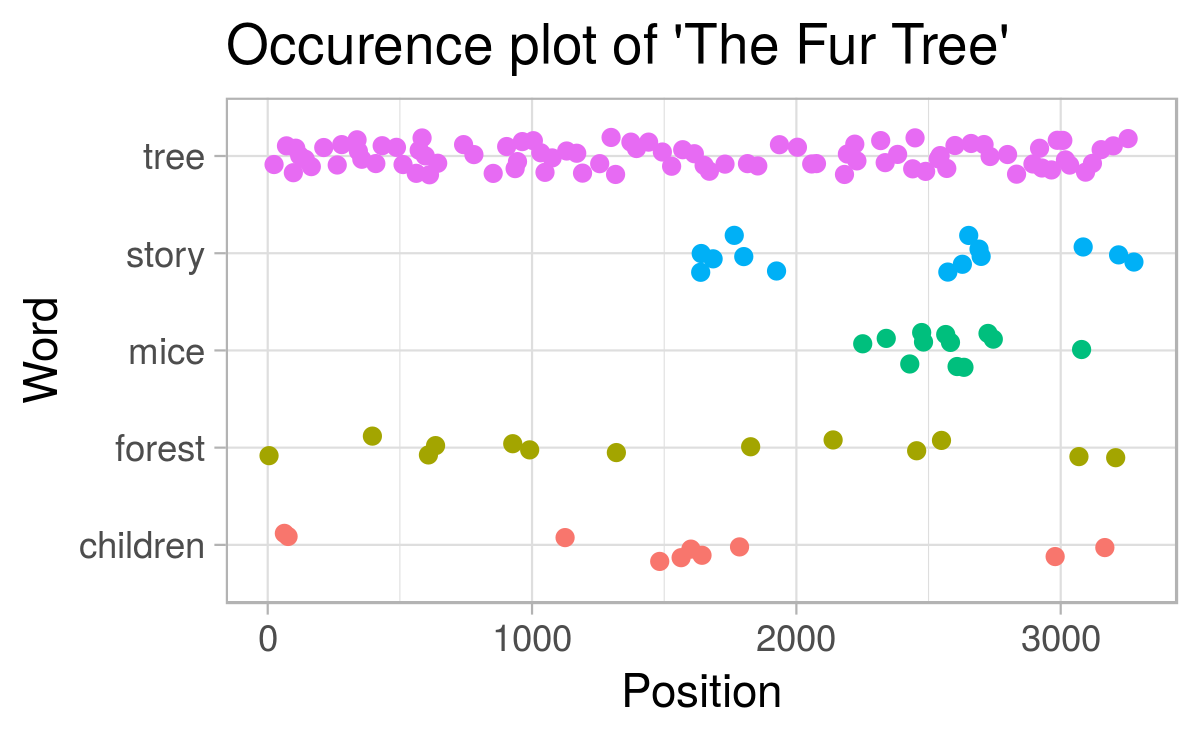 Occurence plot of 'The Fur Tree'
tree
story
mice
forest
children
Word
0 1000 2000 3000
Position